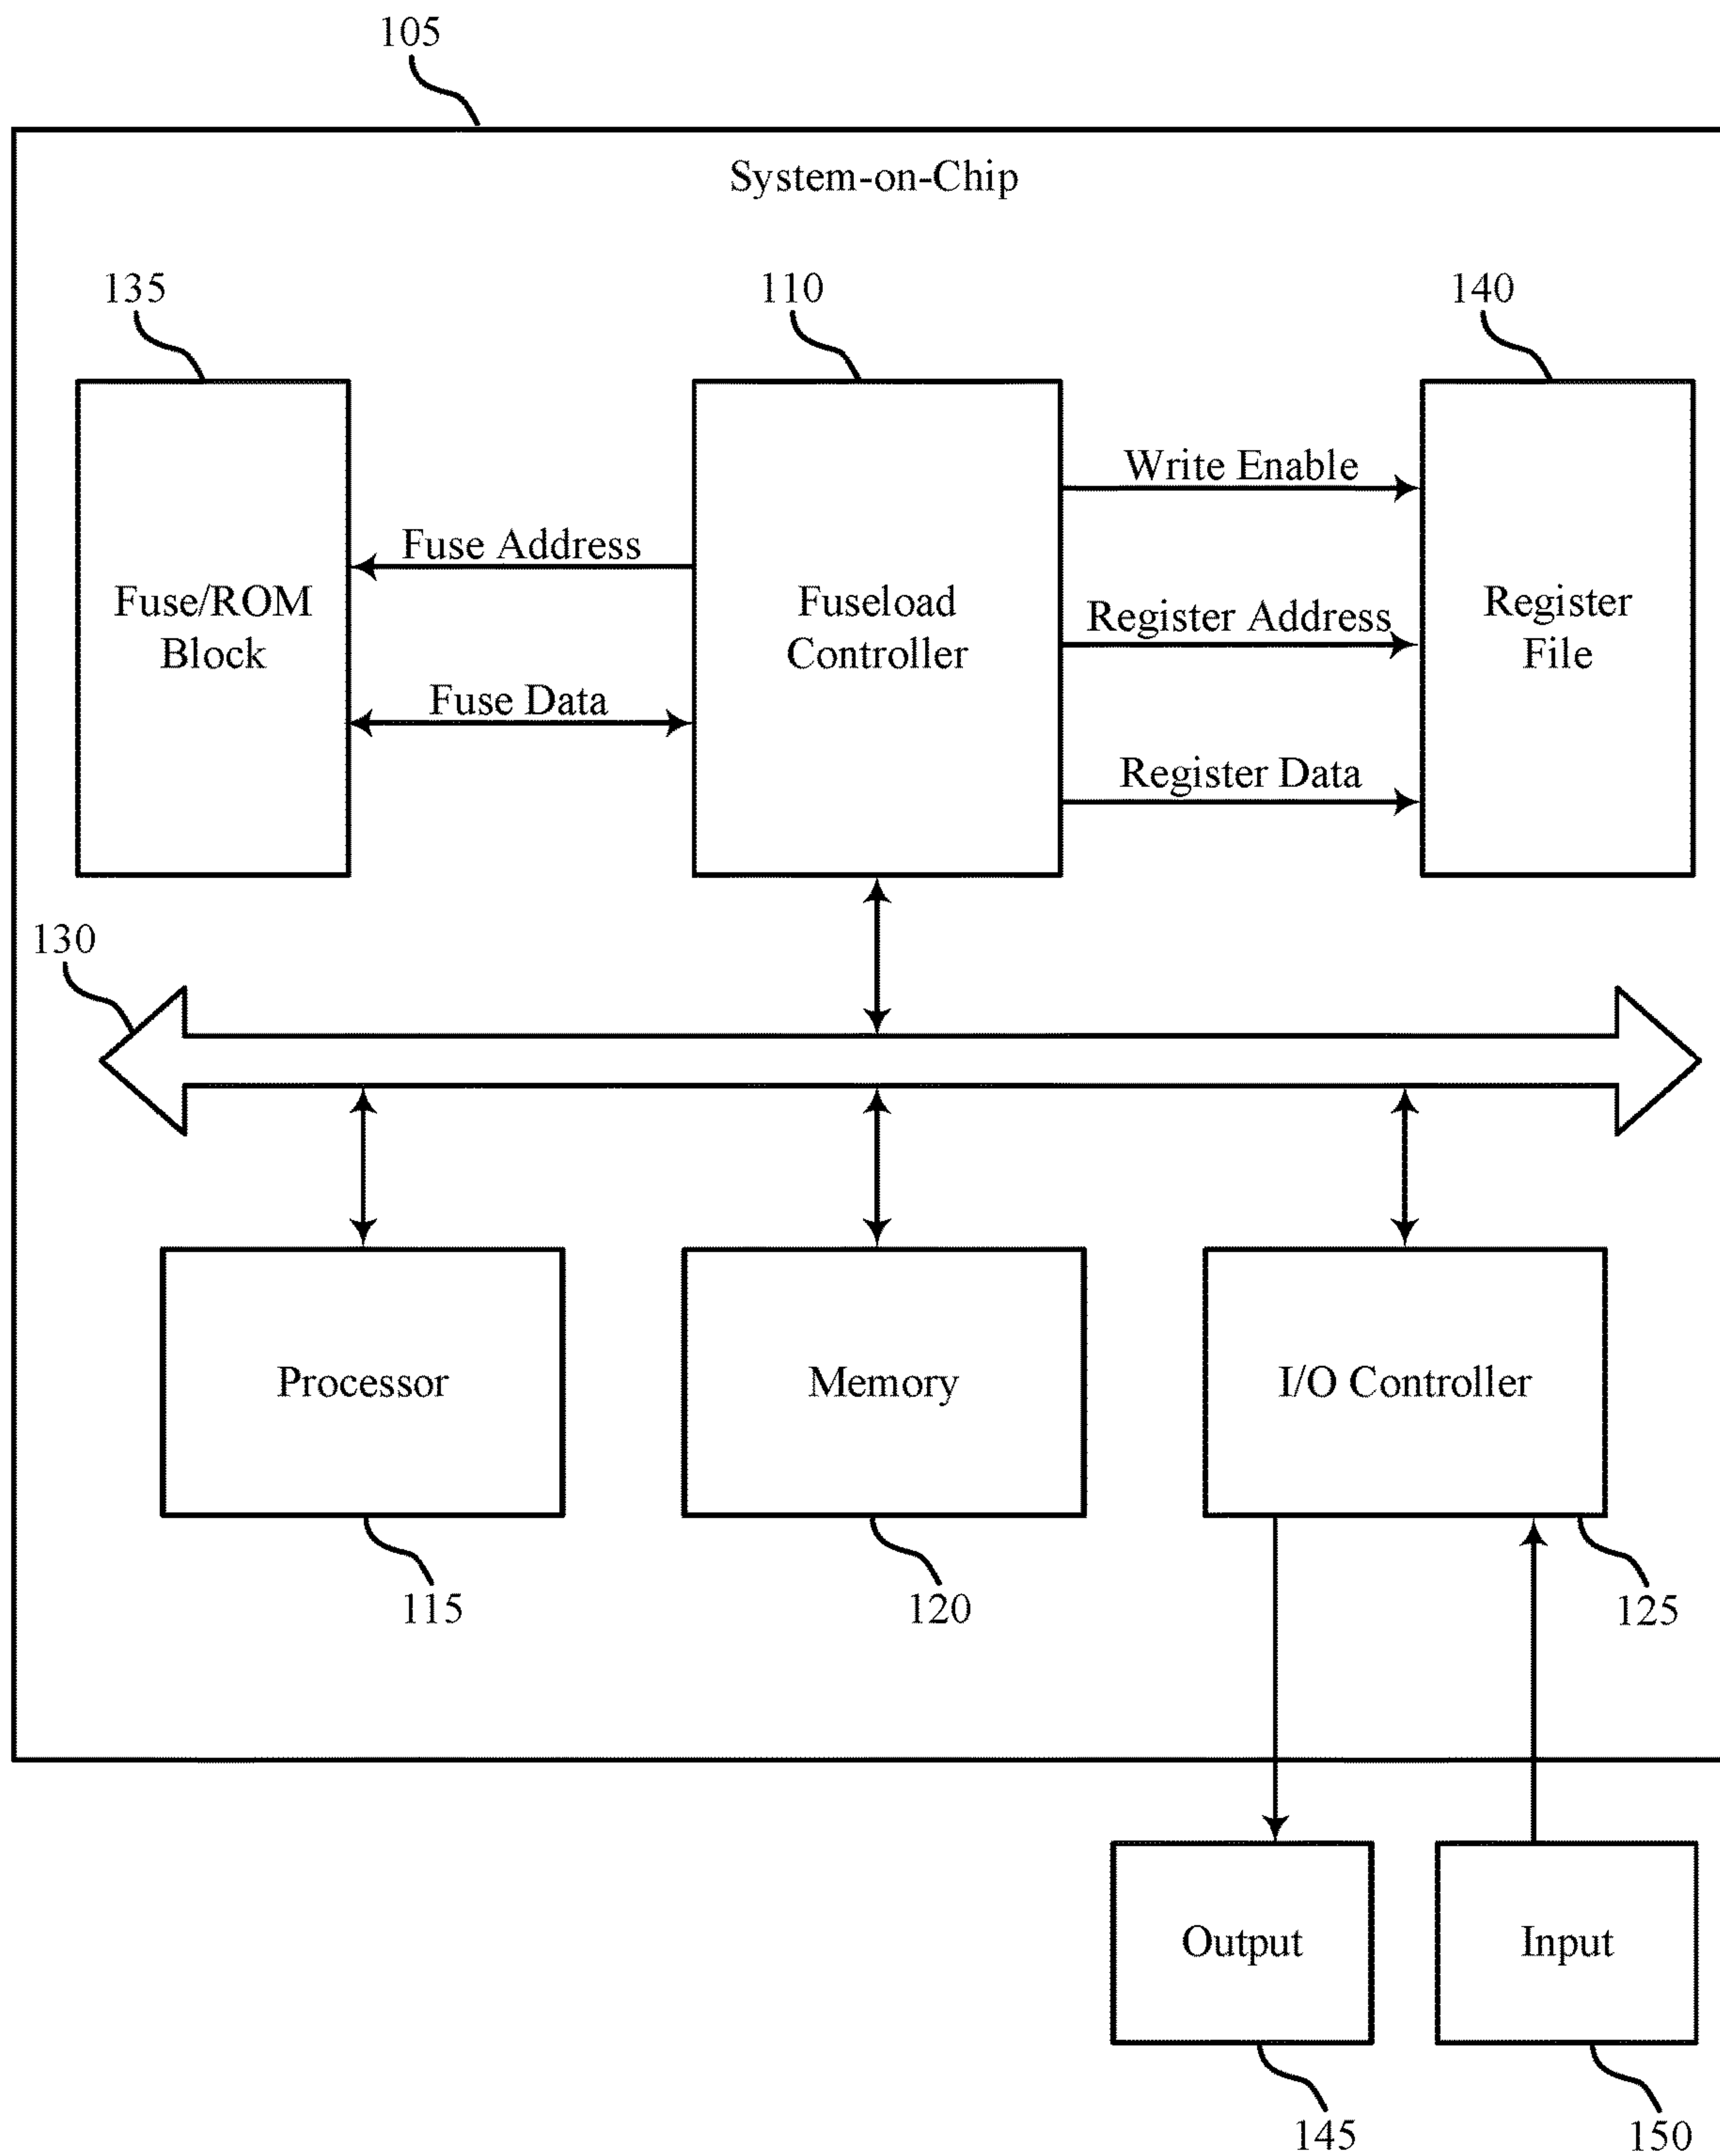 105
System-on-Chip
135
110
140
Write Enable
Fuse Address
Fuse/ROM
Block
Fuseload
Controller
Register Address
Register
File
Fuse Data
Register Data
130
Processor
Memory
I/O Controller
115
120
125
Output
Input
145
150